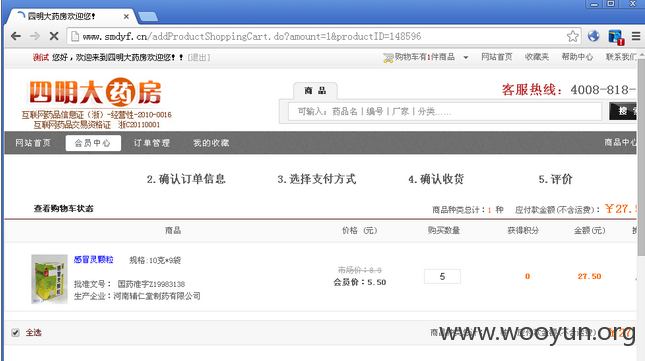 四明大药房欢迎您!
www.smdyf.cn/addProductShoppingCart.do?amount=1&productID=148596
测试 您好,欢迎来到四明大药房欢迎您!! [退出]
购物车有1件商品 网站首页 收藏夹 帮助中心 联系我们
四明大药房
互联网药品信息证(浙)-经营性-2010-0016
互联网药品交易资格证 浙C20110001
商 品
客服热线: 4008-818-
可输入:药品名|编号|厂家|分类......
搜
网站首页 会员中心 订单管理 我的收藏 商品中心
2.确认订单信息 3.选择支付方式 4.确认收货 5.评价
查看购物车状态
商品种类总计:1 种 应付款金额(不含运费):¥27.5
商品 价格 (元) 购买数量 获得积分 金额(元)
感冒灵颗粒 规格:10克*9袋
批准文号: 国药准字Z19983138
生产企业:河南辅仁堂制药有限公司
市场价:8.9
会员价:5.50
5
0
27.50
全选
www.wooyun.org